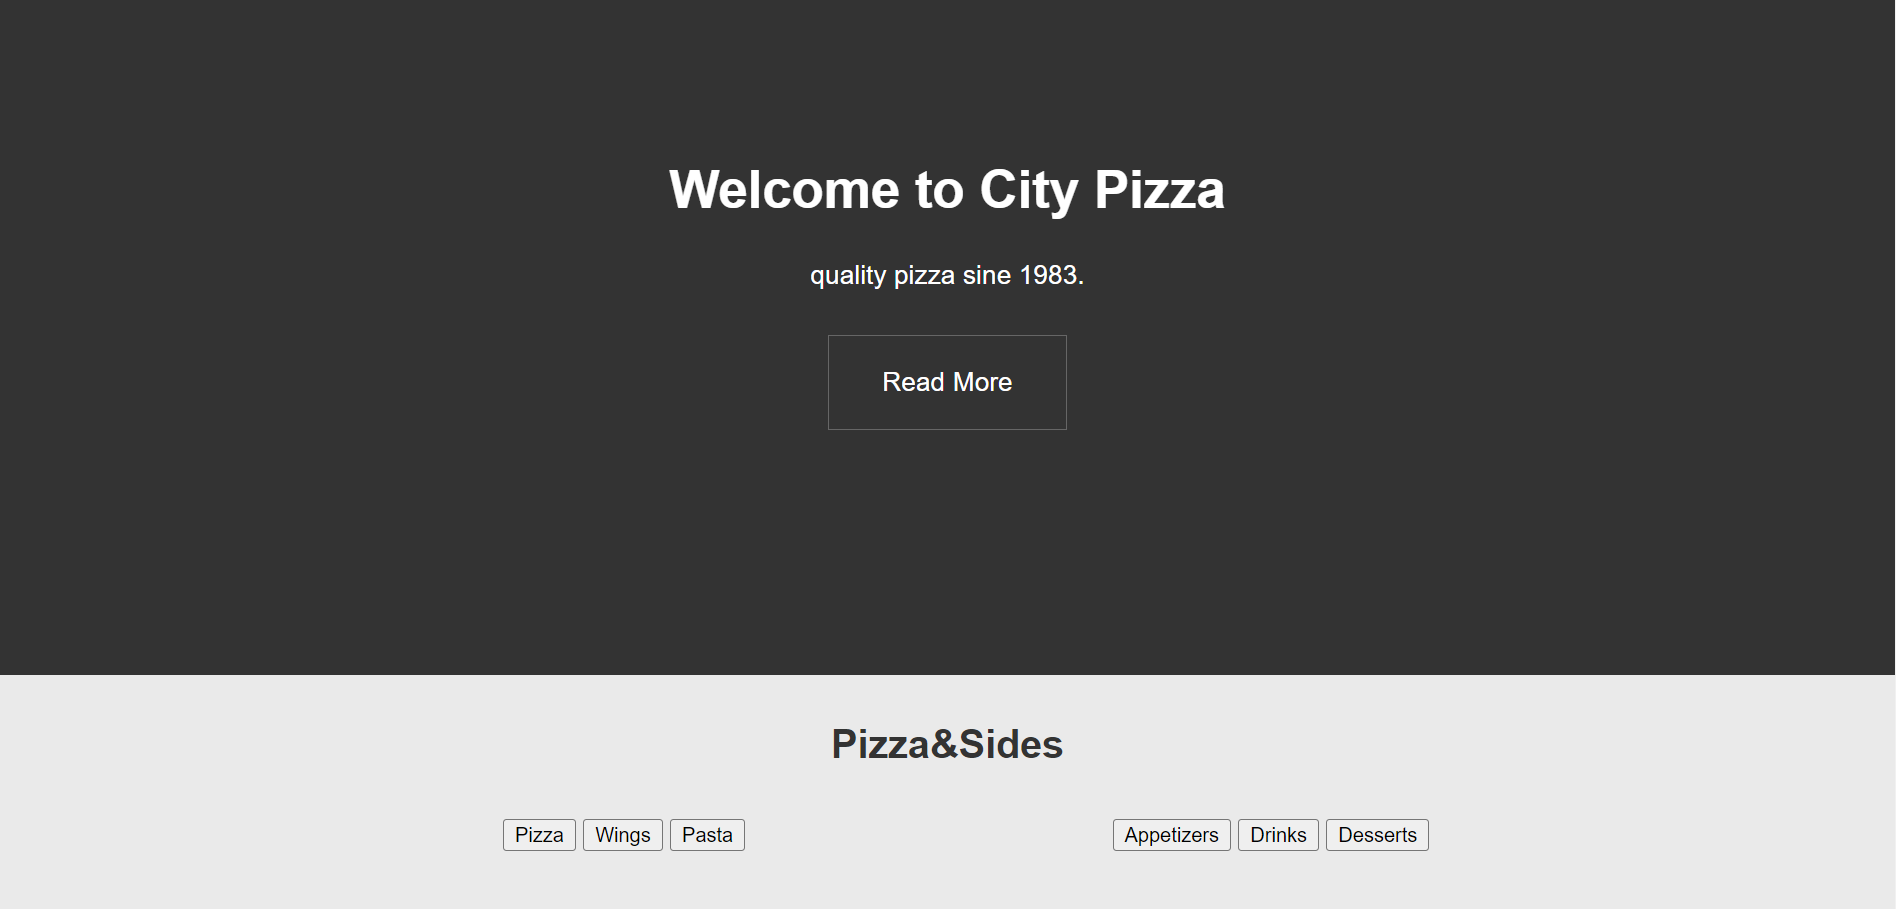 Welcome to City Pizza
quality pizza sine 1983.
Read More
Pizza&Sides
Pizza Wings Pasta Appetizers Drinks Desserts